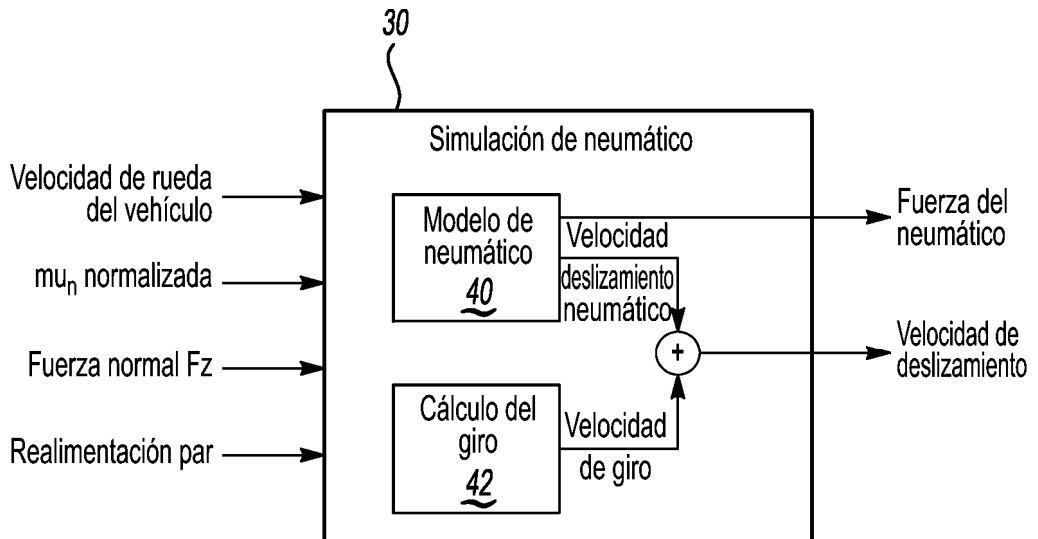 30
Simulación de neumático
Velocidad de rueda
del vehículo
mun normalizada
Fuerza normal Fz
Realimentación par
Modelo de
neumático
40
Velocidad
deslizamiento
neumático
+
Cálculo del
giro
42
Velocidad
de giro
Fuerza del
neumático
Velocidad de
deslizamiento